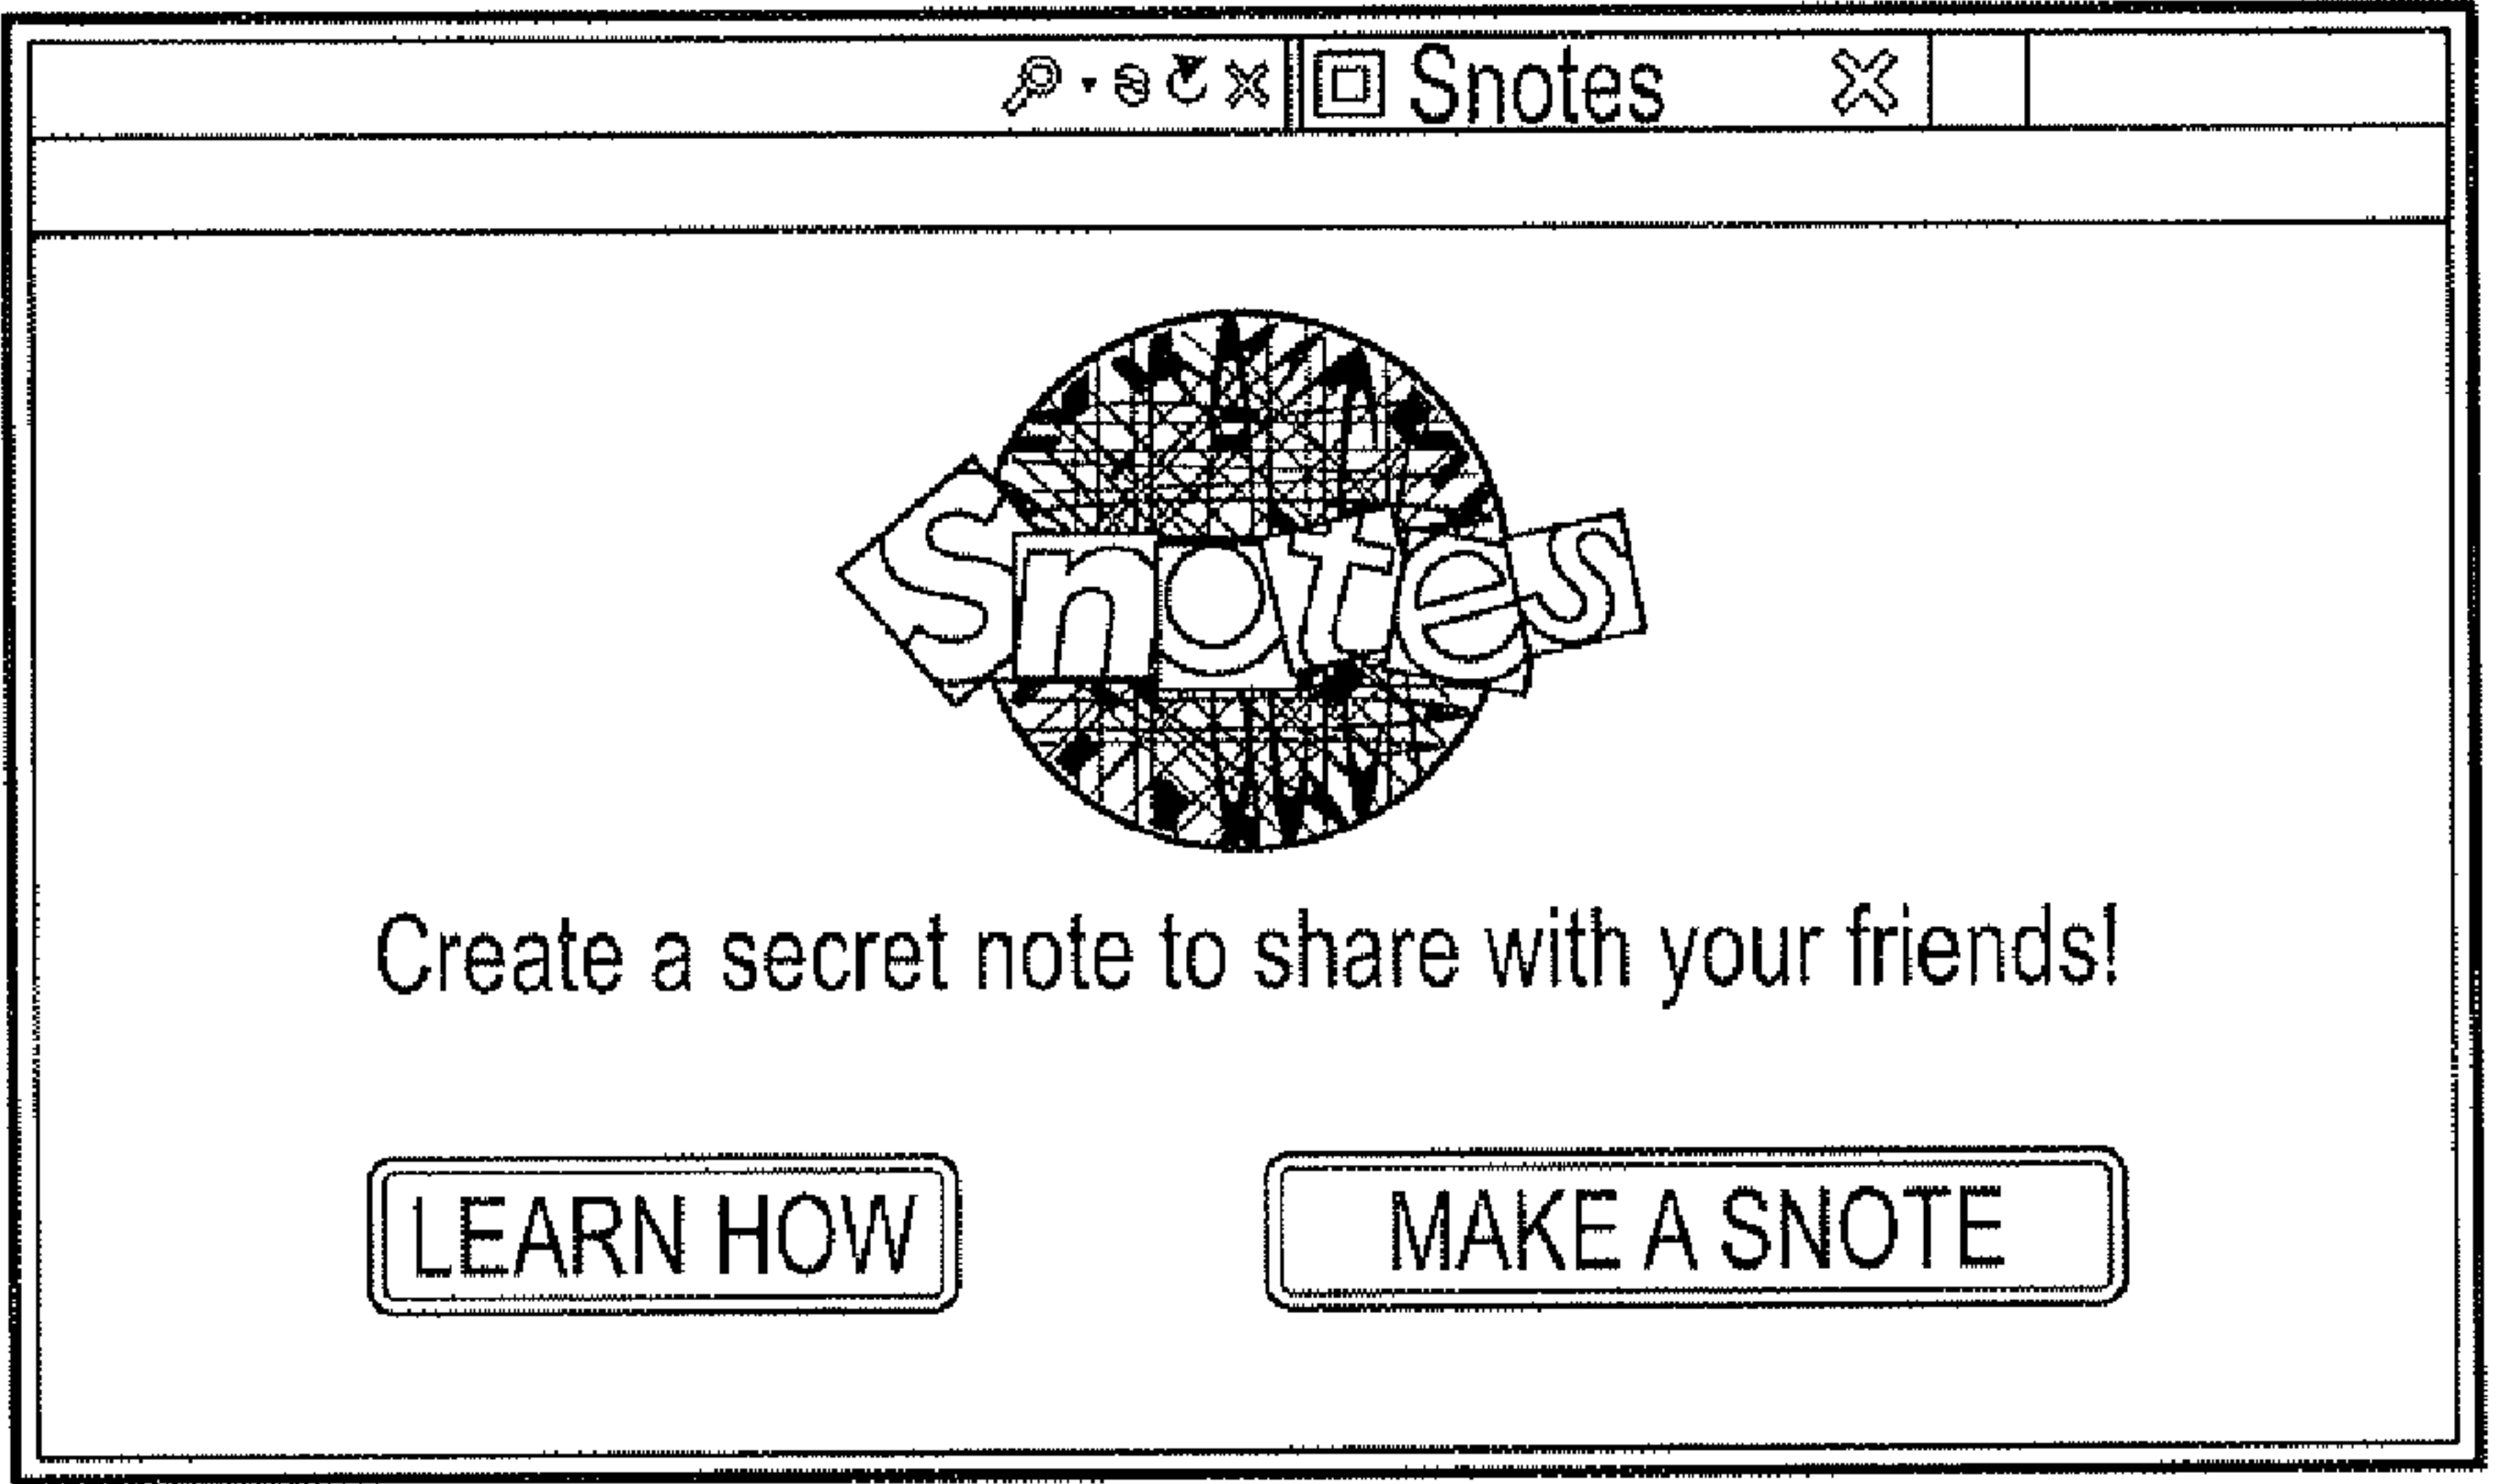 Snotes
Snotes
Create a secret note to share with your friends!
LEARN HOW
MAKE A SNOTE